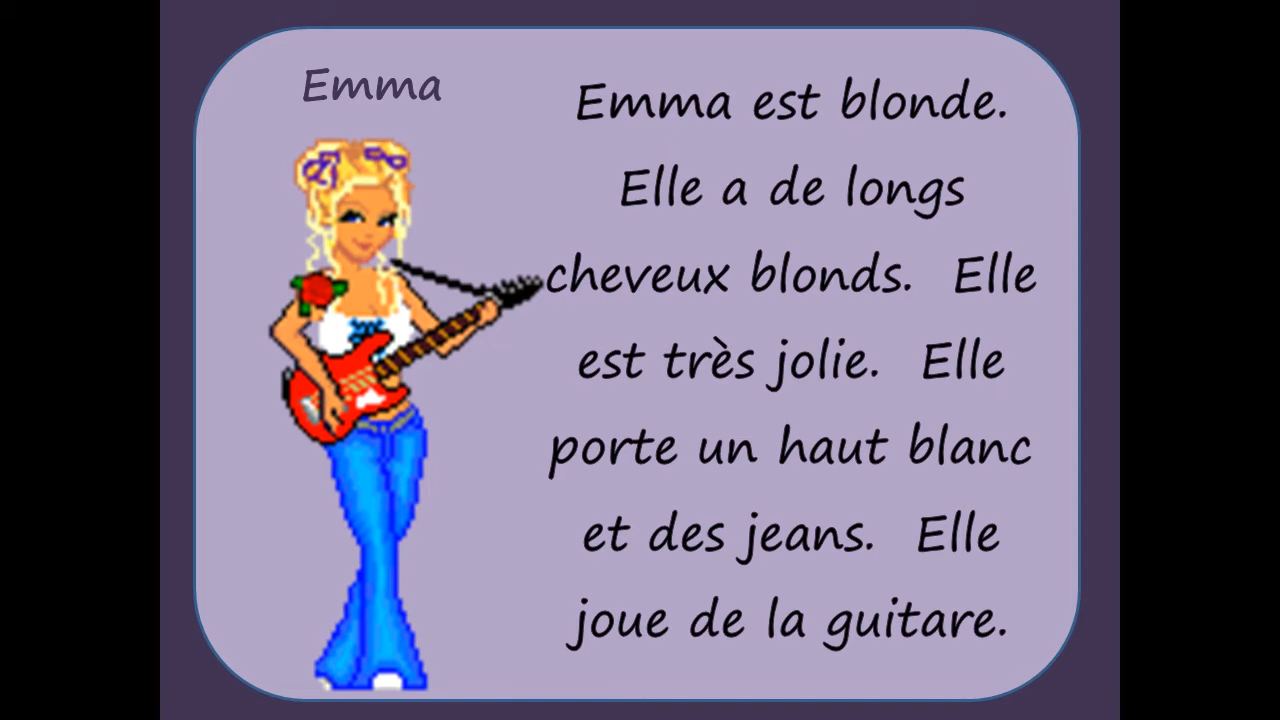 Emma
Emma est blonde.
Elle a de longs
cheveux blonds. Elle
est très jolie. Elle
porte un haut blanc
et des jeans. Elle
joue de la guitare.